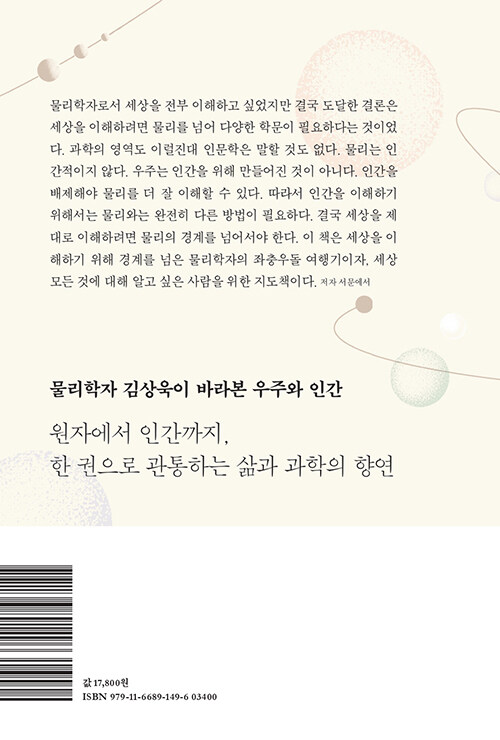 물리학자로서 세상을 전부 이해하고 싶었지만 결국 도달한 결론은
세상을 이해하려면 물리를 넘어 다양한 학문이 필요하다는 것이었
다. 과학의 영역도 이럴진대 인문학은 말할 것도 없다. 물리는 인
간적이지 않다. 우주는 인간을 위해 만들어진 것이 아니다. 인간을
배제해야 물리를 더 잘 이해할 수 있다. 따라서 인간을 이해하기
위해서는 물리와는 완전히 다른 방법이 필요하다. 결국 세상을 제
대로 이해하려면 물리의 경계를 넘어서야 한다. 이 책은 세상을 이
해하기 위해 경계를 넘은 물리학자의 좌충우돌 여행기이자, 세상
모든 것에 대해 알고 싶은 사람을 위한 지도책이다. 저자 서문에서
물리학자 김상욱이 바라본 우주와 인간
원자에서 인간까지,
한 권으로 관통하는 삶과 과학의 향연
값 17,800원
ISBN 979-11-6689-149-6 03400